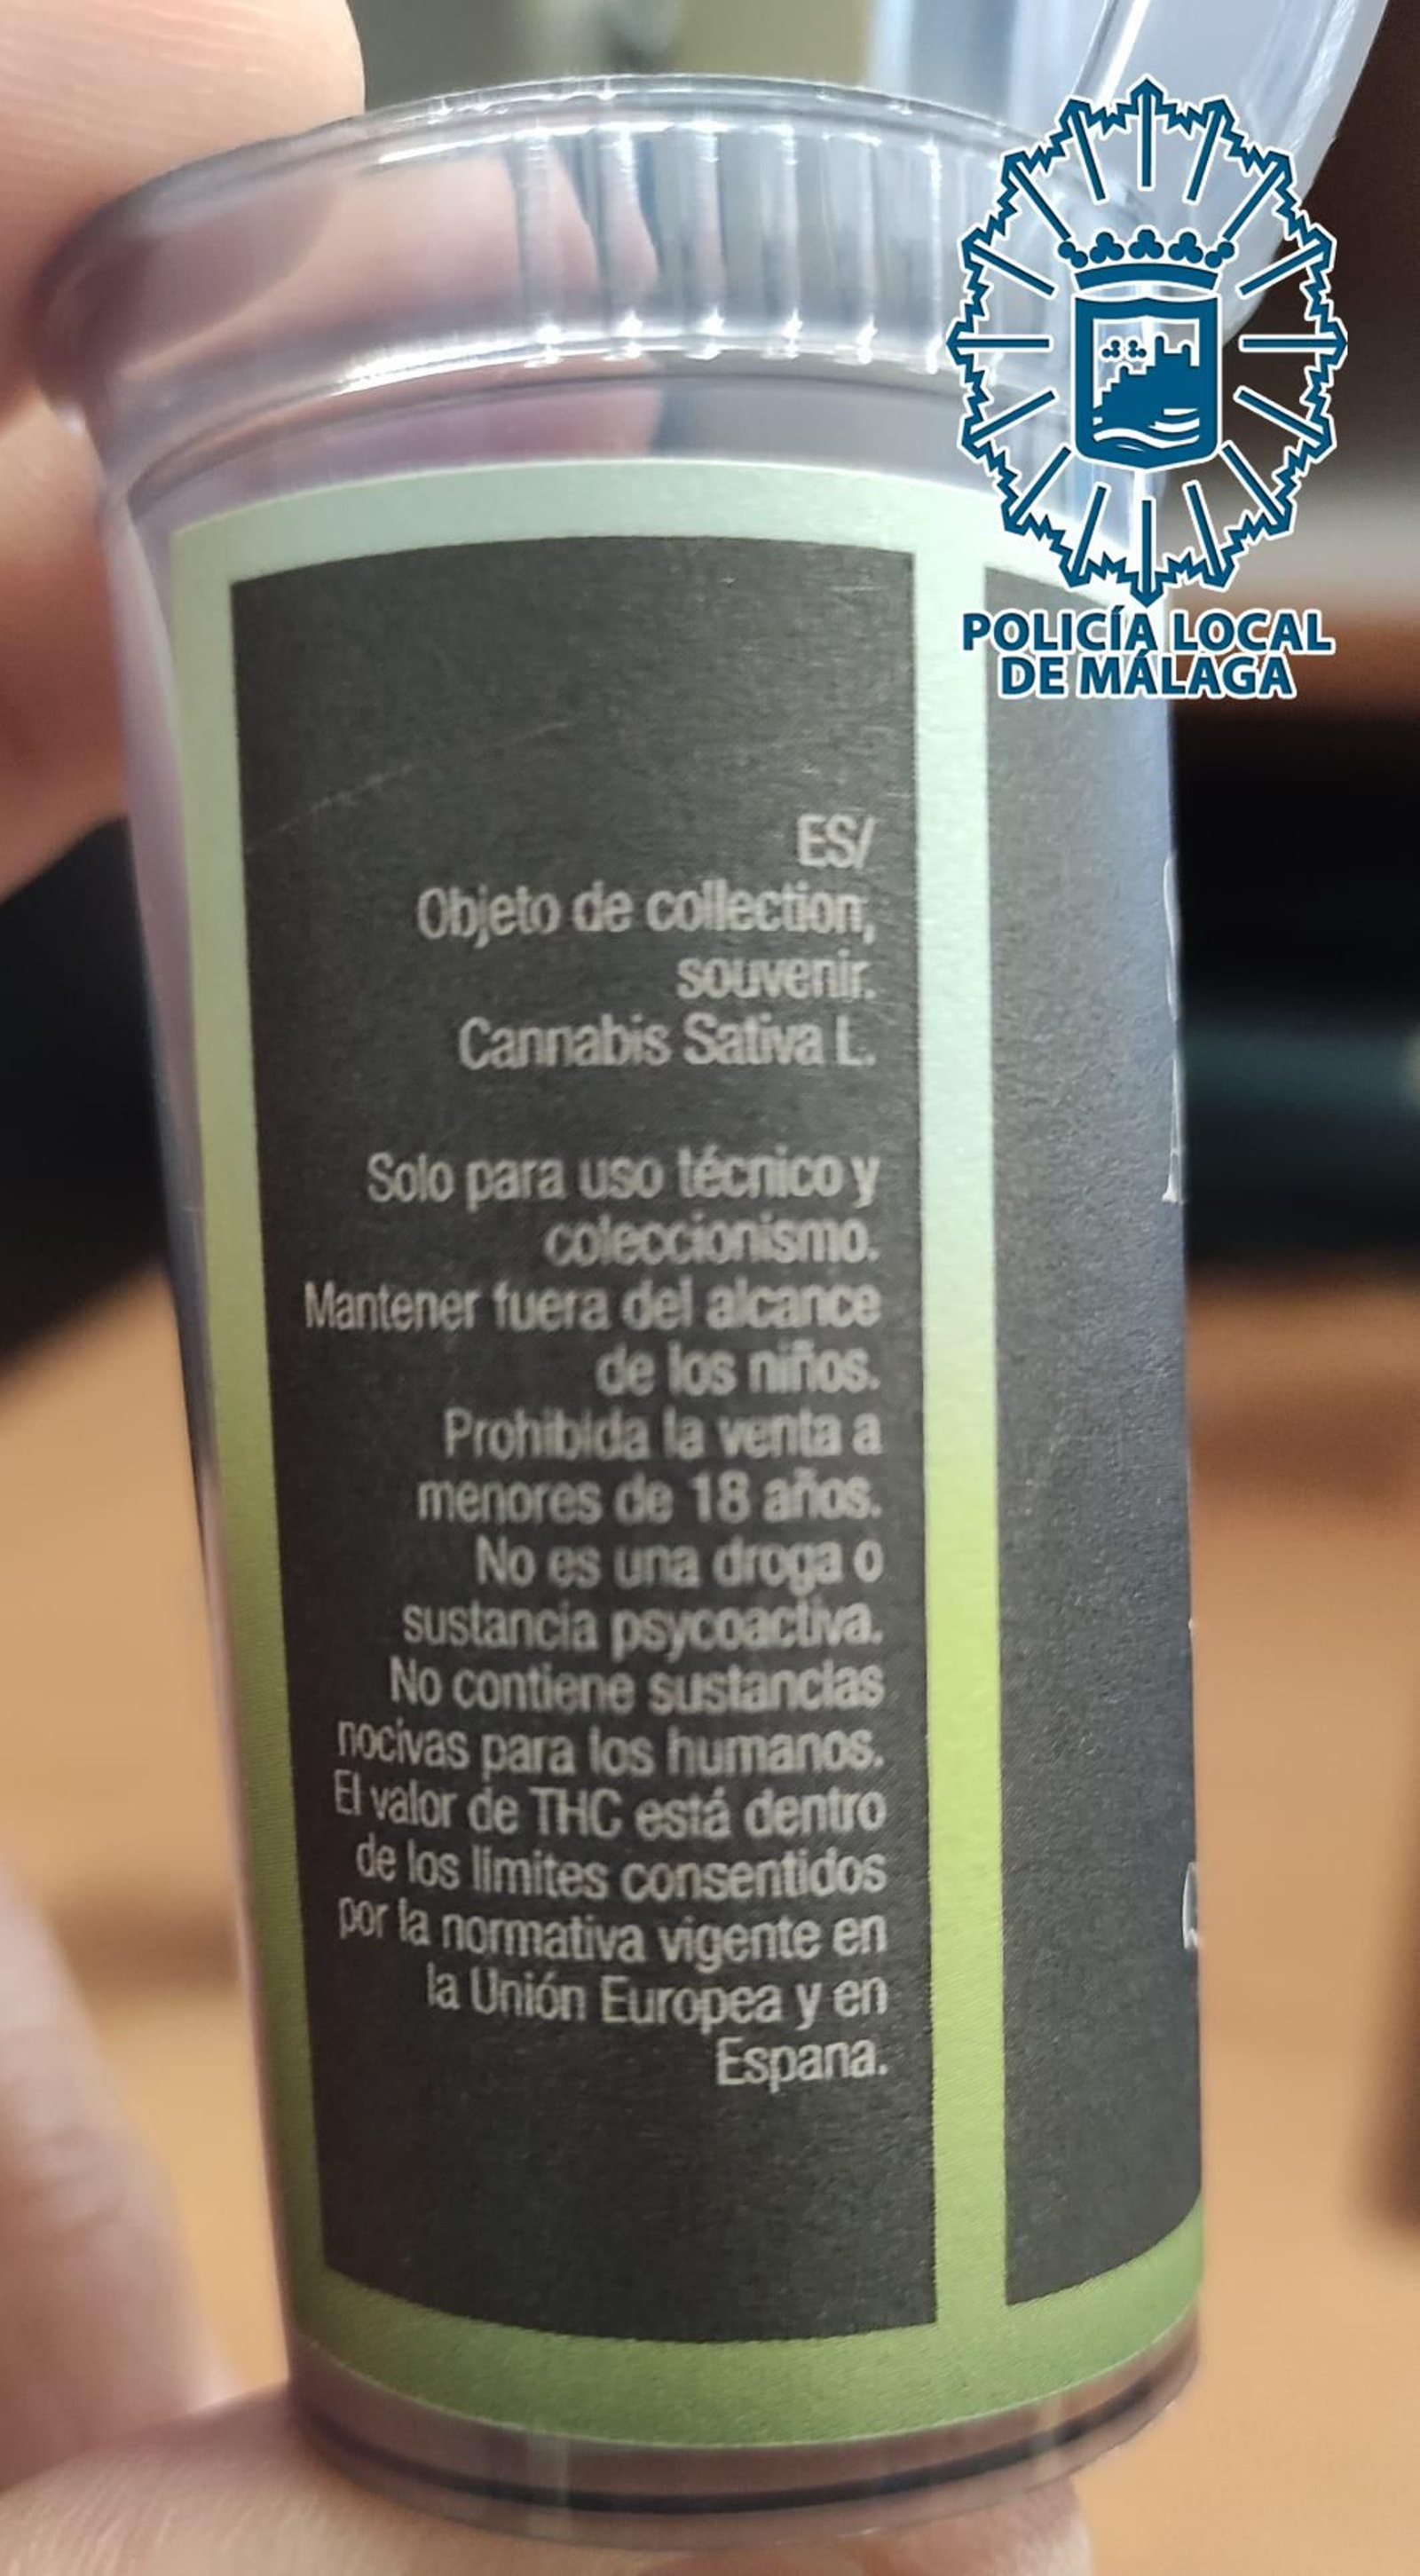 POLICÍA LOCAL
DE MÁLAGA
ES/
Objeto de collection,
souvenir.
Cannabis Sativa L.
Solo para uso técnico y
coleccionismo.
Mantener fuera del alcance
de los niños.
Prohibida la venta a
menores de 18 años.
No es una droga o
sustancia psycoactiva.
No contiene sustancias
nocivas para los humanos.
El valor de THC está dentro
de los limites consentidos
por la normativa vigente en
la Unión Europea y en
Espana.